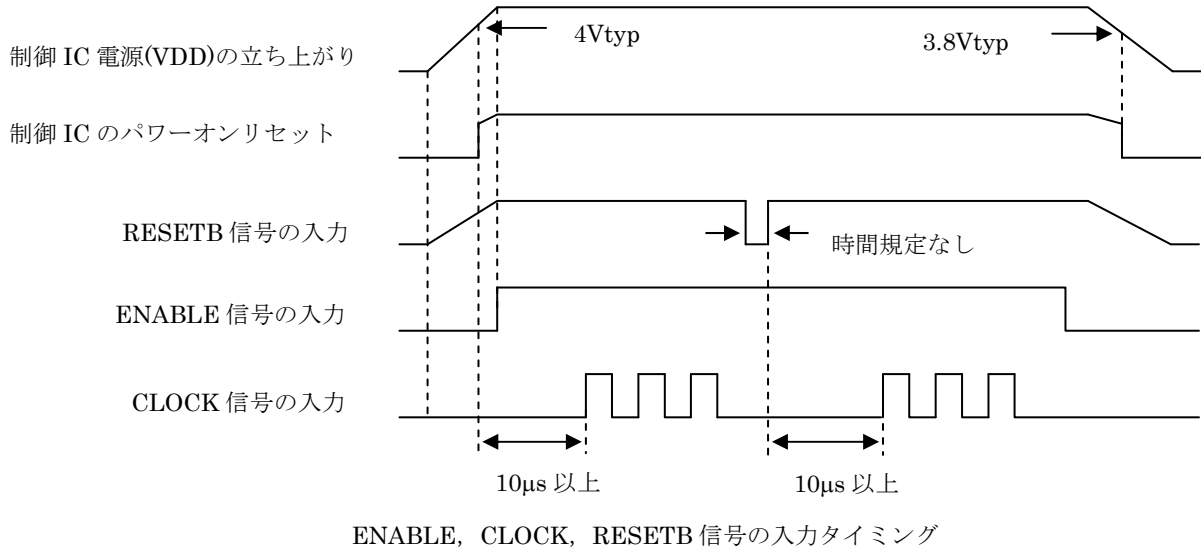 4Vtyp
3.8Vtyp
制御 IC 電源(VDD)の立ち上がり
制御 IC のパワーオンリセット
RESETB 信号の入力
時間規定なし
ENABLE 信号の入力
CLOCK 信号の入力
10μs 以上
10μs 以上
ENABLE, CLOCK, RESETB 信号の入力タイミング